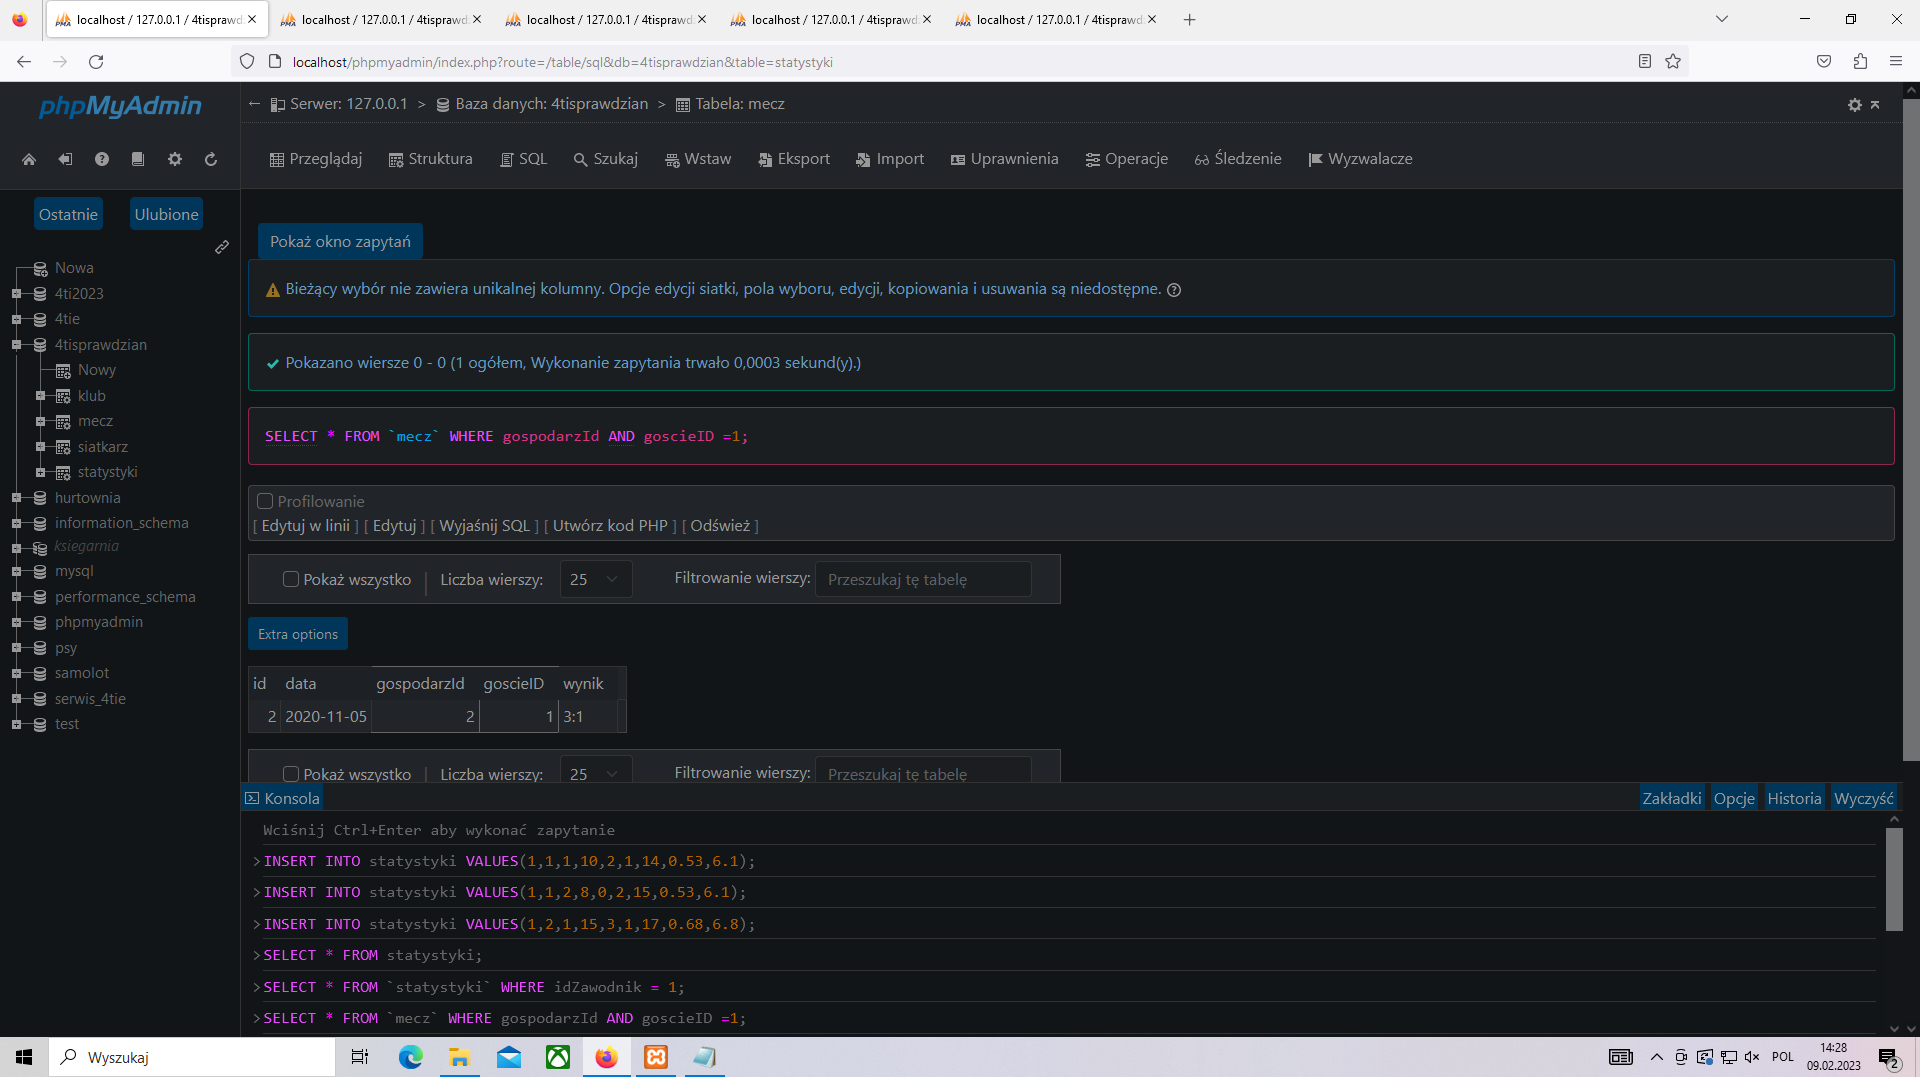 localhost / 127.0.0.1 / 4tisprawd
localhost / 127.0.0.1 / 4tisprawd
localhost / 127.0.0.1 / 4tisprawd
localhost / 127.0.0.1 / 4tisprawd
localhost / 127.0.0.1 / 4tisprawd
localhost/phpmyadmin/index.php?route=/table/sql&db=4tisprawdzian&table=statystyki
phpMyAdmin
Serwer: 127.0.0.1 > Baza danych: 4tisprawdzian > Tabela: mecz
Przeglądaj Struktura SQL Szukaj Wstaw Eksport Import Uprawnienia Operacje Śledzenie Wyzwalacze
Ostatnie Ulubione
Nowa
4ti2023
4tie
4tisprawdzian
Nowy
klub
mecz
siatkarz
statystyki
hurtownia
information_schema
ksiegarnia
mysql
performance_schema
phpmyadmin
psy
samolot
serwis_4tie
test
Pokaż okno zapytań
Bieżący wybór nie zawiera unikalnej kolumny. Opcje edycji siatki, pola wyboru, edycji, kopiowania i usuwania są niedostępne.
Pokazano wiersze 0 - 0 (1 ogółem, Wykonanie zapytania trwało 0,0003 sekund(y).)
SELECT * FROM `mecz` WHERE gospodarzId AND goscieID =1;
Profilowanie
[ Edytuj w linii ] [ Edytuj ] [ Wyjaśnij SQL ] [ Utwórz kod PHP ] [ Odśwież ]
Pokaż wszystko | Liczba wierszy: 25 Filtrowanie wierszy: Przeszukaj tę tabelę
Extra options
id data gospodarzId goscieID wynik
2 2020-11-05 2 1 3:1
Pokaż wszystko | Liczba wierszy: 25 Filtrowanie wierszy: Przeszukaj tę tabelę
Konsola Zakładki Opcje Historia Wyczyść
Wciśnij Ctrl+Enter aby wykonać zapytanie
>INSERT INTO statystyki VALUES(1,1,1,10,2,1,14,0.53,6.1);
>INSERT INTO statystyki VALUES(1,1,2,8,0,2,15,0.53,6.1);
>INSERT INTO statystyki VALUES(1,2,1,15,3,1,17,0.68,6.8);
>SELECT * FROM statystyki;
>SELECT * FROM `statystyki` WHERE idZawodnik = 1;
>SELECT * FROM `mecz` WHERE gospodarzId AND goscieID =1;
Wyszukaj
POL
14:28
09.02.2023
2